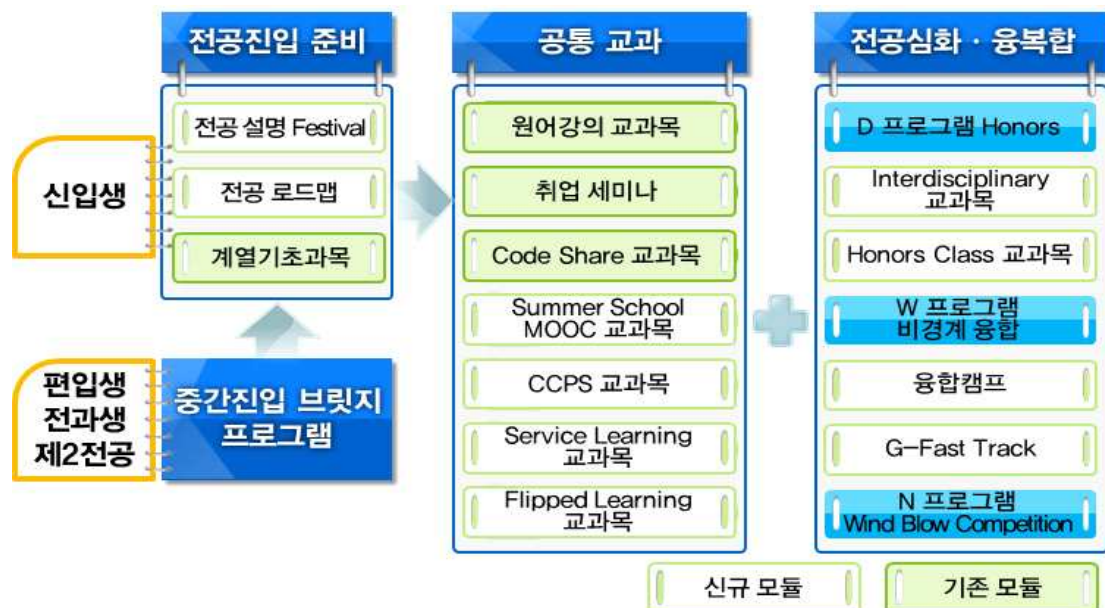 전공진입 준비
공통 교과
전공심화 · 융복합
신입생
전공 설명 Festival
전공 로드맵
계열기초과목
편입생
전과생
제2전공
중간진입 브릿지
프로그램
원어강의 교과목
취업 세미나
Code Share 교과목
Summer School
MOOC 교과목
CCPS 교과목
Service Learning
교과목
Flipped Learning
교과목
D 프로그램 Honors
Interdisciplinary
교과목
Honors Class 교과목
W 프로그램
비경계 융합
융합캠프
G-Fast Track
N 프로그램
Wind Blow Competition
신규 모듈
기존 모듈